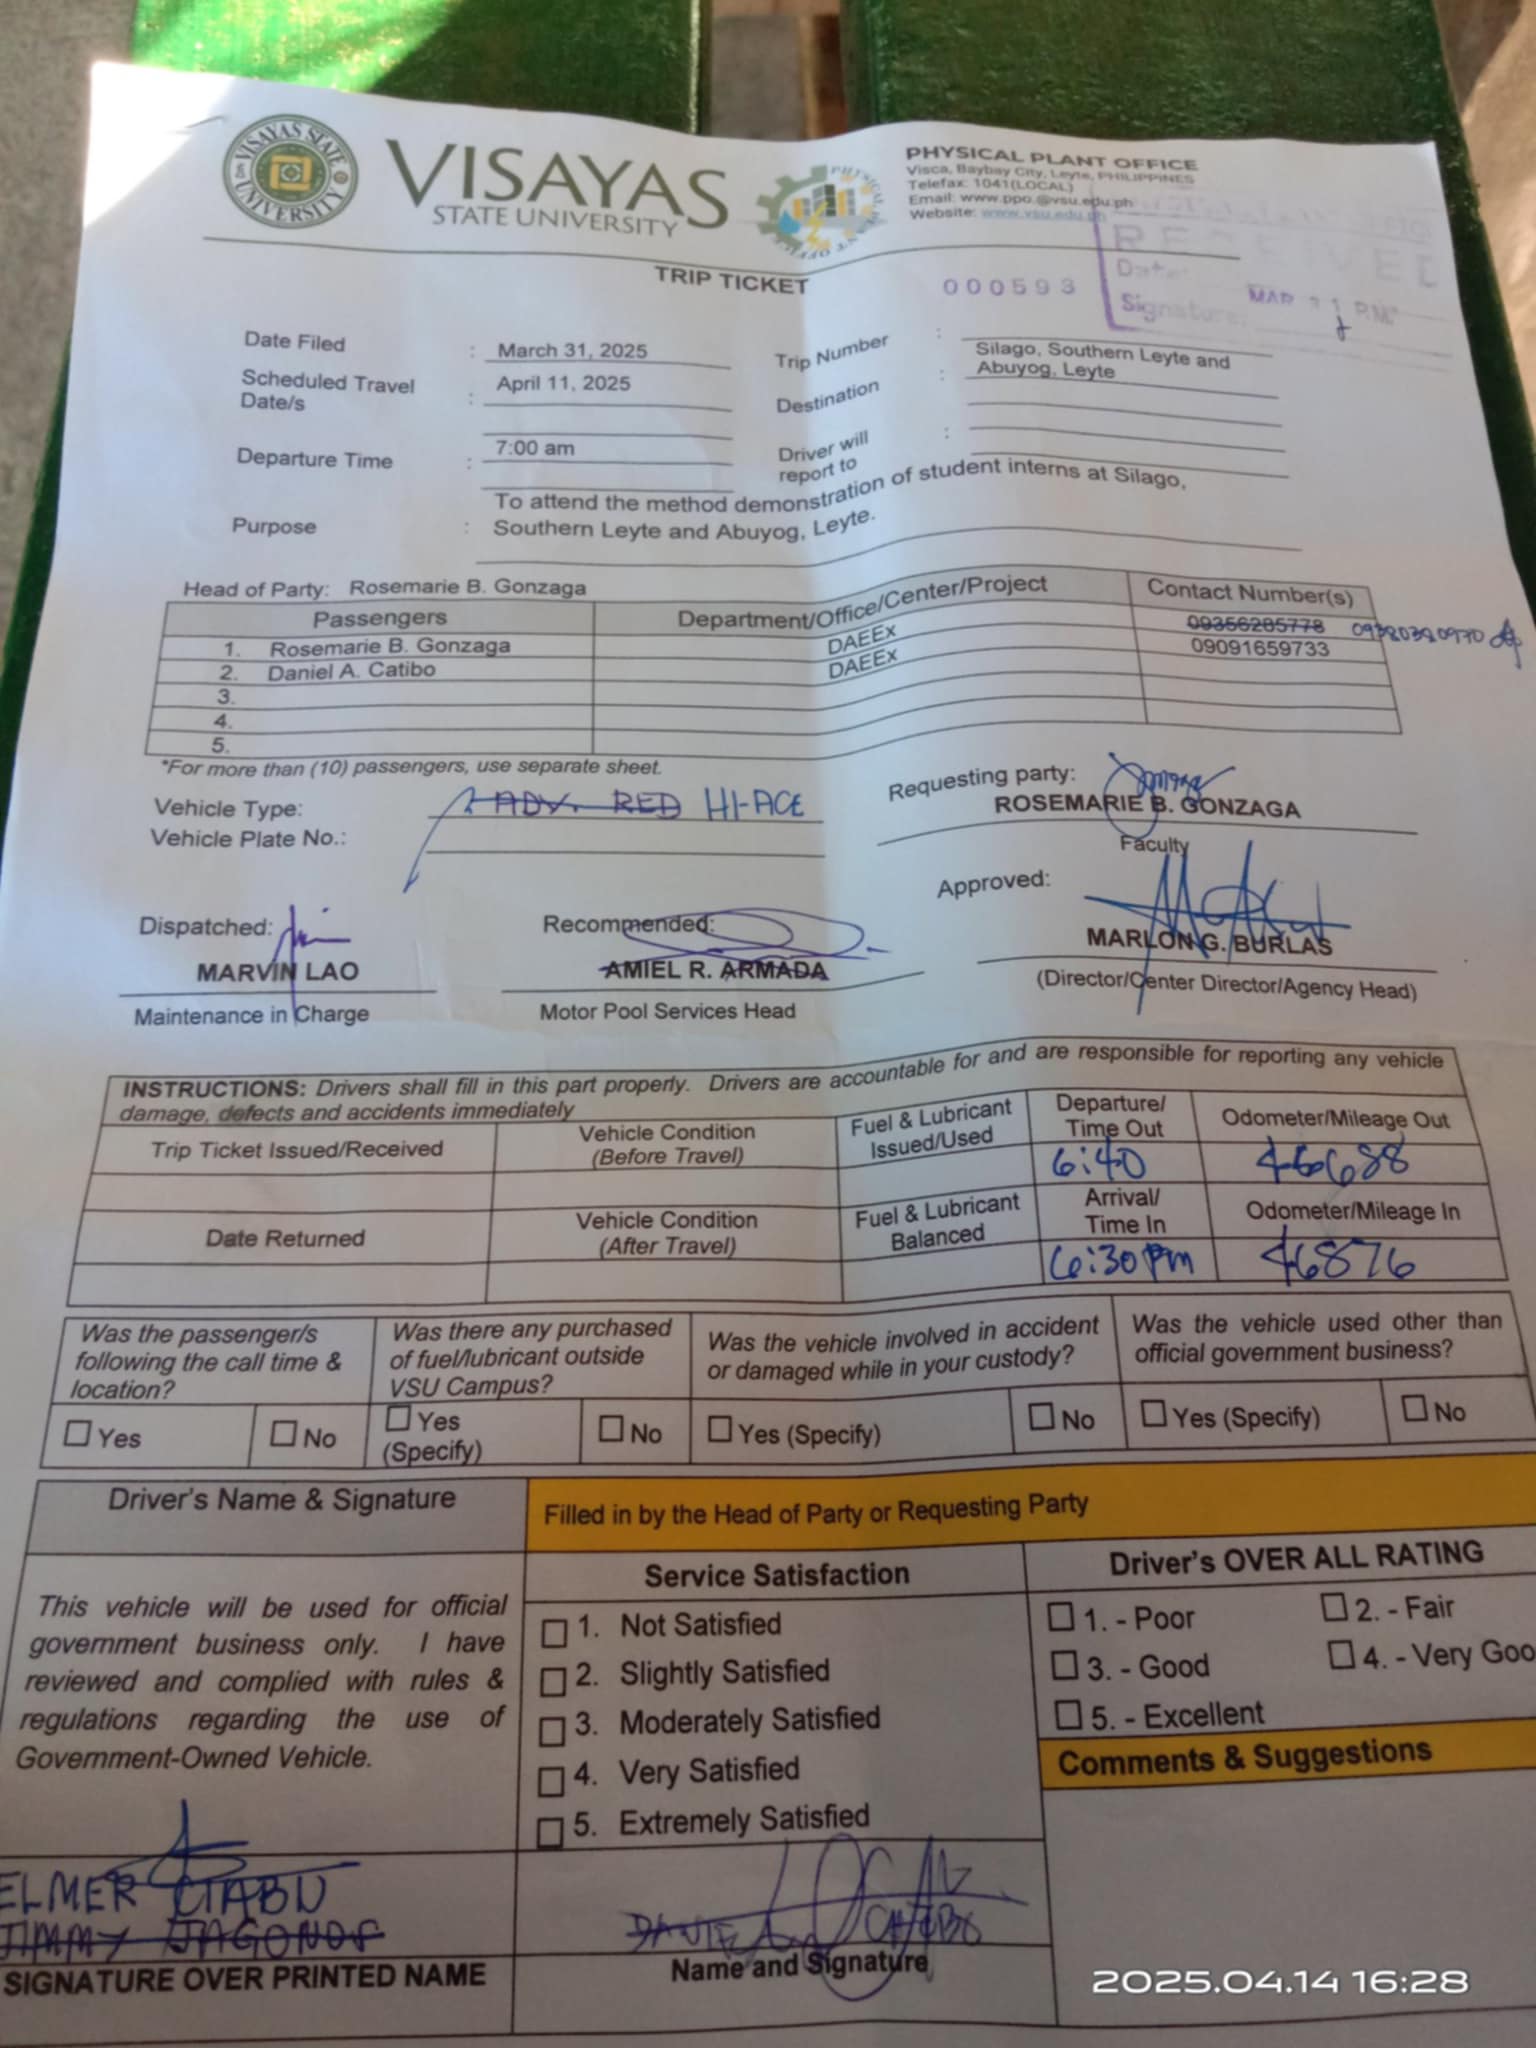 VISAYAS STATE UNIVERSITY
VISAYAS
STATE UNIVERSITY
PHYSICAL PLANT OFFICE
Visca, Baybay City, Leyte, PHILIPPINES
Telefax: 1041(LOCAL)
Email: www.ppo.@vsu.edu.ph
Website: www.vsu.edu.ph
RECEIVED
Date:
MAR 31 PM
Signature:
TRIP TICKET
000593
Date Filed : March 31, 2025
Trip Number :
Scheduled Travel Date/s : April 11, 2025
Destination : Silago, Southern Leyte and Abuyog, Leyte
Departure Time : 7:00 am
Driver will report to :
Purpose : To attend the method demonstration of student interns at Silago,
Southern Leyte and Abuyog, Leyte.
Head of Party: Rosemarie B. Gonzaga
Passengers Department/Office/Center/Project Contact Number(s)
1. Rosemarie B. Gonzaga DAEEx 09356285778 09380380970
2. Daniel A. Catibo DAEEx 09091659733
3.
4.
5.
*For more than (10) passengers, use separate sheet.
Vehicle Type: ADV. RED HI-ACE
Vehicle Plate No.:
Requesting party:
ROSEMARIE B. GONZAGA
Faculty
Dispatched:
MARVIN LAO
Maintenance in Charge
Recommended:
AMIEL R. ARMADA
Motor Pool Services Head
Approved:
MARLON G. BURLAS
(Director/Center Director/Agency Head)
INSTRUCTIONS: Drivers shall fill in this part properly. Drivers are accountable for and are responsible for reporting any vehicle
damage, defects and accidents immediately
Trip Ticket Issued/Received
Vehicle Condition (Before Travel)
Fuel & Lubricant Issued/Used
Departure/ Time Out
Odometer/Mileage Out
6:40 46688
Date Returned
Vehicle Condition (After Travel)
Fuel & Lubricant Balanced
Arrival/ Time In
Odometer/Mileage In
6:30 PM 46876
Was the passenger/s following the call time & location?
Was there any purchased of fuel/lubricant outside VSU Campus?
Was the vehicle involved in accident or damaged while in your custody?
Was the vehicle used other than official government business?
Yes No Yes (Specify) No Yes (Specify) No Yes (Specify) No
Driver's Name & Signature
Filled in by the Head of Party or Requesting Party
Service Satisfaction
Driver's OVER ALL RATING
This vehicle will be used for official
government business only. I have
reviewed and complied with rules &
regulations regarding the use of
Government-Owned Vehicle.
1. Not Satisfied
2. Slightly Satisfied
3. Moderately Satisfied
4. Very Satisfied
5. Extremely Satisfied
1. - Poor 2. - Fair
3. - Good 4. - Very Goo
5. - Excellent
Comments & Suggestions
ELMER CIABU
JIMMY JAGONOS
SIGNATURE OVER PRINTED NAME
DANIEL A. CATIBO
Name and Signature
2025.04.14 16:28